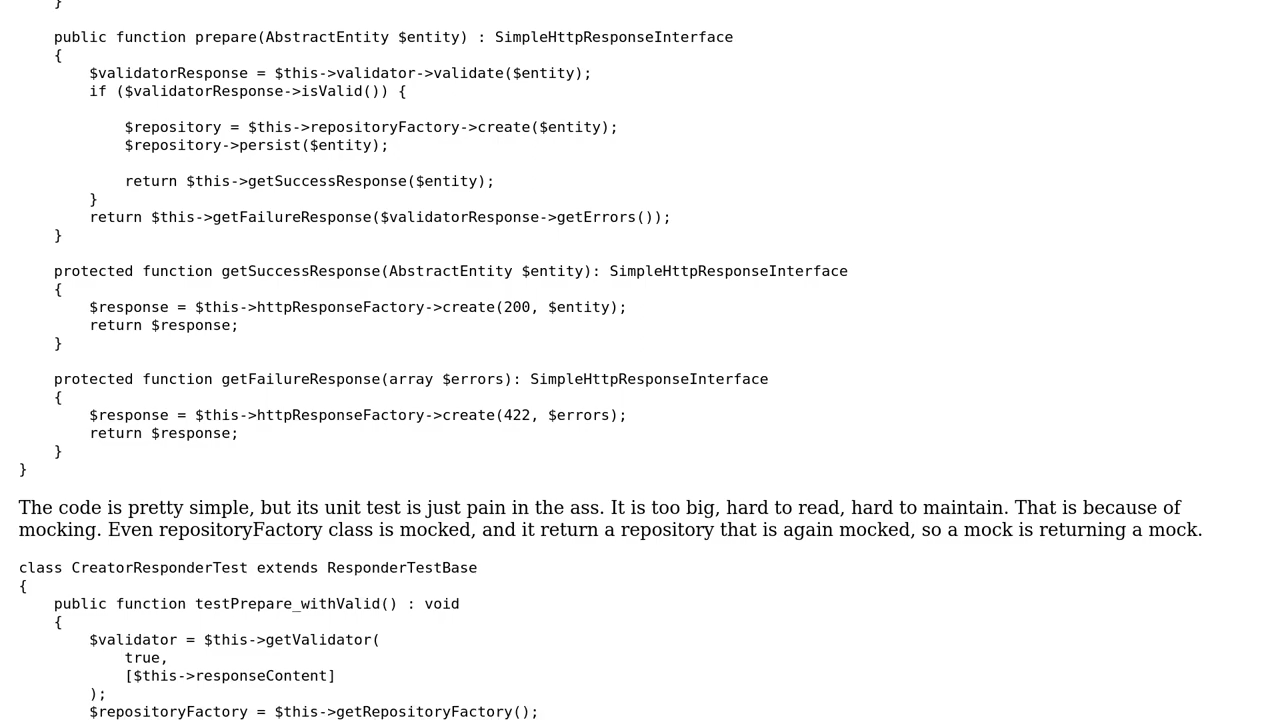 }
public function prepare(AbstractEntity $entity) : SimpleHttpResponseInterface
{
$validatorResponse = $this->validator->validate($entity);
if ($validatorResponse->isValid()) {
$repository = $this->repositoryFactory->create($entity);
$repository->persist($entity);
return $this->getSuccessResponse($entity);
}
return $this->getFailureResponse($validatorResponse->getErrors());
}
protected function getSuccessResponse(AbstractEntity $entity): SimpleHttpResponseInterface
{
$response = $this->httpResponseFactory->create(200, $entity);
return $response;
}
protected function getFailureResponse(array $errors): SimpleHttpResponseInterface
{
$response = $this->httpResponseFactory->create(422, $errors);
return $response;
}
}
The code is pretty simple, but its unit test is just pain in the ass. It is too big, hard to read, hard to maintain. That is because of
mocking. Even repositoryFactory class is mocked, and it return a repository that is again mocked, so a mock is returning a mock.
class CreatorResponderTest extends ResponderTestBase
{
public function testPrepare_withValid() : void
{
$validator = $this->getValidator(
true,
[$this->responseContent]
);
$repositoryFactory = $this->getRepositoryFactory();